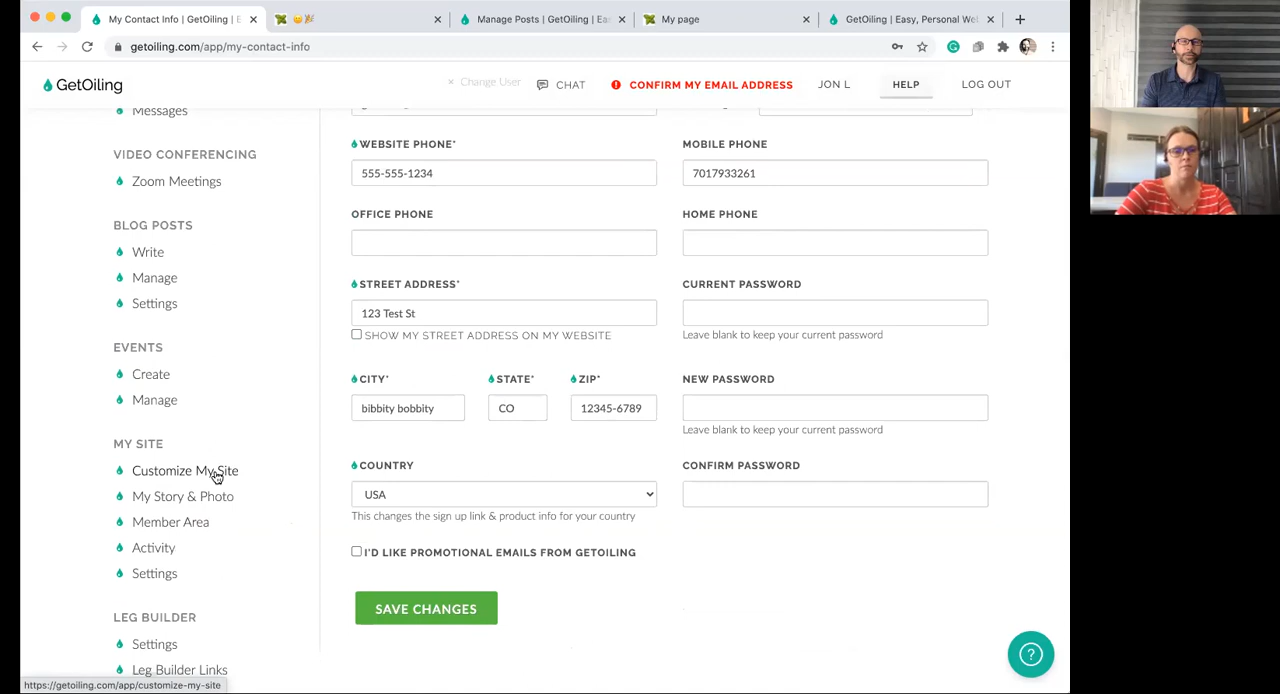 My Contact Info | GetOiling | E
Manage Posts | GetOiling | Eas
My page
GetOiling | Easy, Personal Wel
getoiling.com/app/my-contact-info
GetOiling
× Change User
CHAT
CONFIRM MY EMAIL ADDRESS
JON L
HELP
LOG OUT
Messages
VIDEO CONFERENCING
Zoom Meetings
BLOG POSTS
Write
Manage
Settings
EVENTS
Create
Manage
MY SITE
Customize My Site
My Story & Photo
Member Area
Activity
Settings
LEG BUILDER
Settings
Leg Builder Links
https://getoiling.com/app/customize-my-site
WEBSITE PHONE*
MOBILE PHONE
555-555-1234
7017933261
OFFICE PHONE
HOME PHONE
STREET ADDRESS*
CURRENT PASSWORD
123 Test St
SHOW MY STREET ADDRESS ON MY WEBSITE
Leave blank to keep your current password
CITY*
STATE*
ZIP*
NEW PASSWORD
bibbity bobbity
CO
12345-6789
Leave blank to keep your current password
COUNTRY
CONFIRM PASSWORD
USA
This changes the sign up link & product info for your country
I'D LIKE PROMOTIONAL EMAILS FROM GETOILING
SAVE CHANGES
?